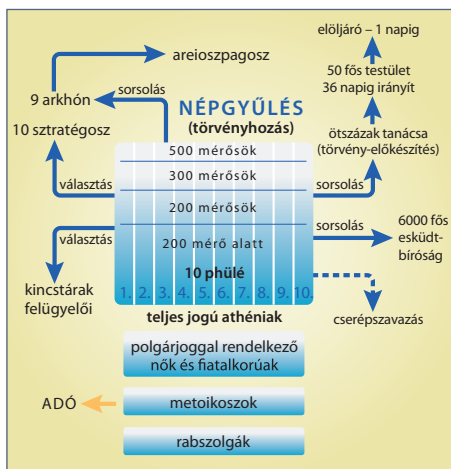 elöljáró – 1 napig
areioszpagosz
50 fős testület
36 napig irányít
sorsolás
9 arkhón
NÉPGYŰLÉS
(törvényhozás)
10 sztratégosz
ötszázak tanácsa
(törvény-előkészítés)
500 mérősök
300 mérősök
választás
sorsolás
200 mérősök
választás
sorsolás
6000 fős
esküdt-
bíróság
200 mérő alatt
10 phülé
kincstárak
felügyelői
1. 2. 3. 4. 5. 6. 7. 8. 9. 10.
cserépszavazás
teljes jogú athéniak
polgárjoggal rendelkező
nők és fiatalkorúak
ADÓ
metoikoszok
rabszolgák